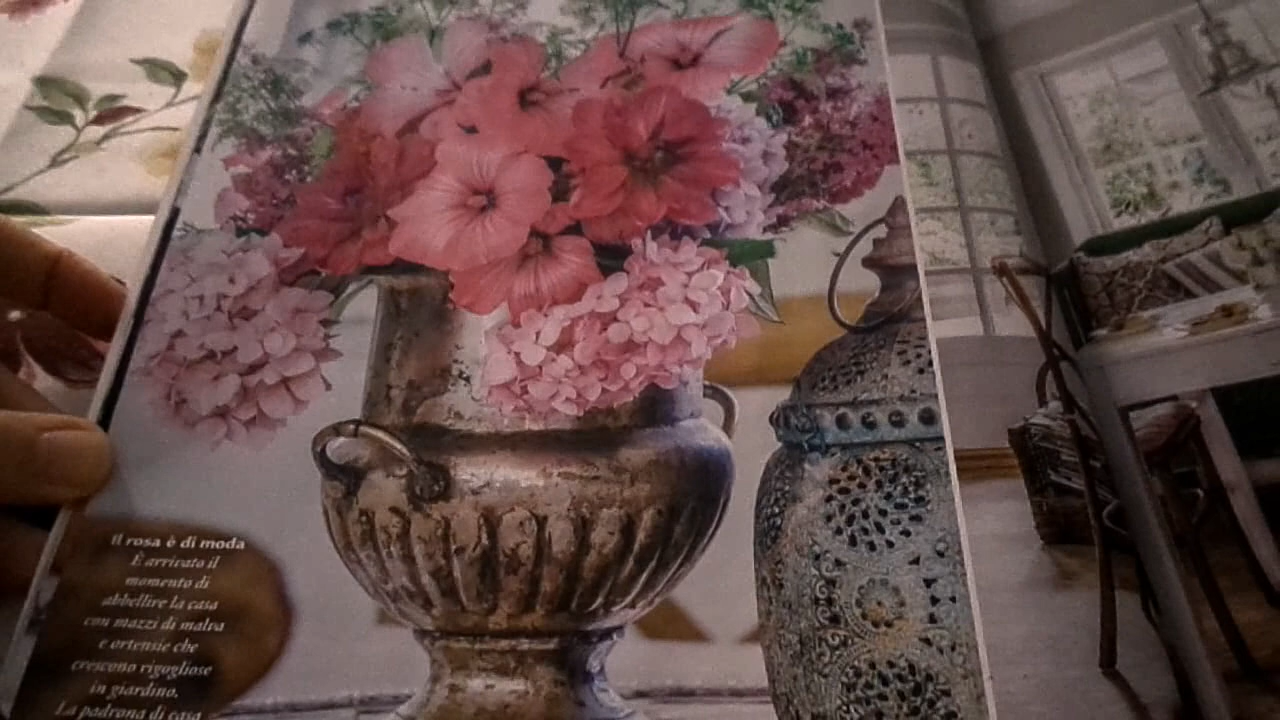 Il rosa è di moda
È arrivato il
momento di
abbellire la casa
con mazzi di malva
e ortensie che
crescono rigogliose
in giardino.
La padrona di casa